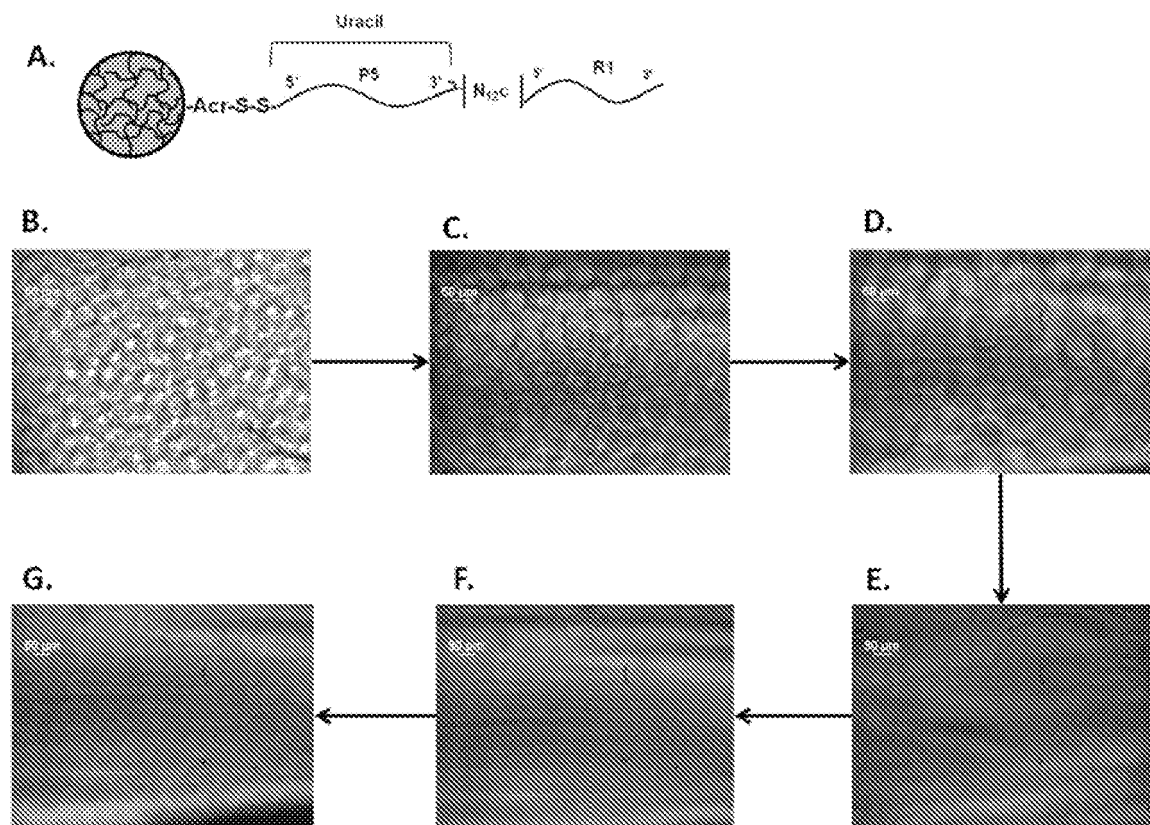 Uracil
A.
5' P5 3' 5' R1 3'
-Acr-S-S- N₁₂C
B. C. D.
G. F. E.